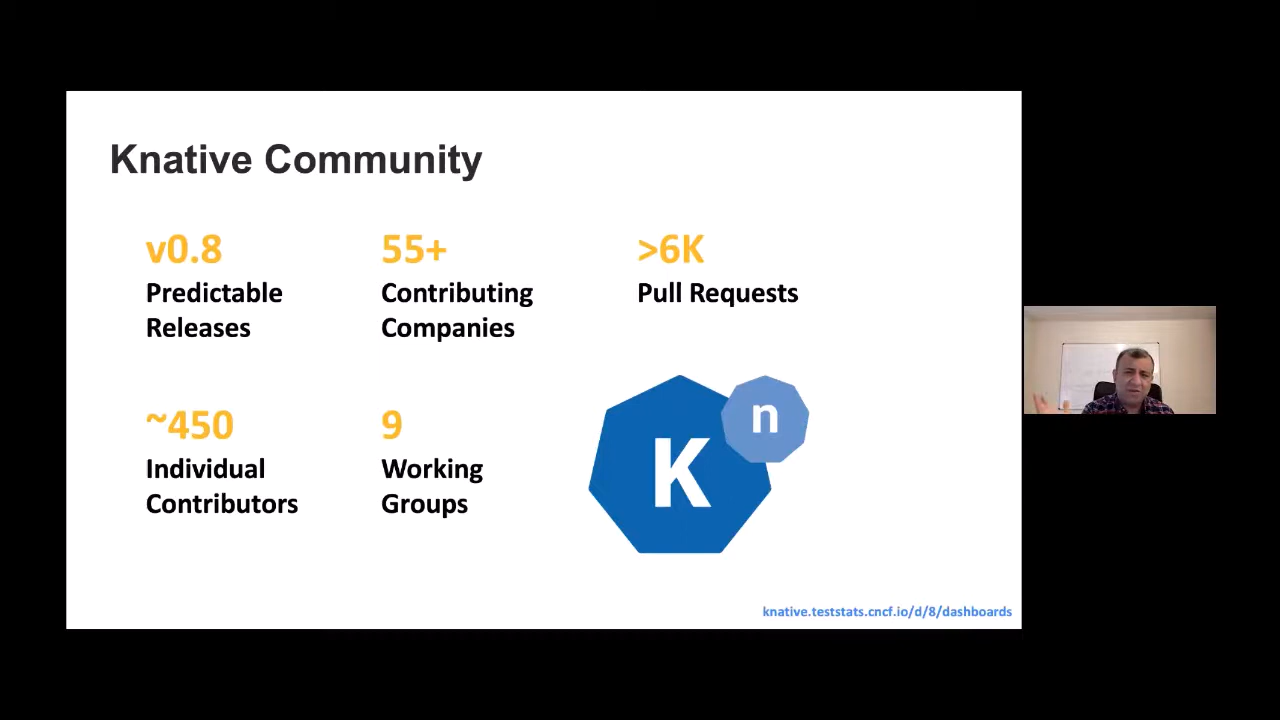 Knative Community
v0.8
Predictable
Releases
55+
Contributing
Companies
>6K
Pull Requests
~450
Individual
Contributors
9
Working
Groups
K
n
knative.teststats.cncf.io/d/8/dashboards